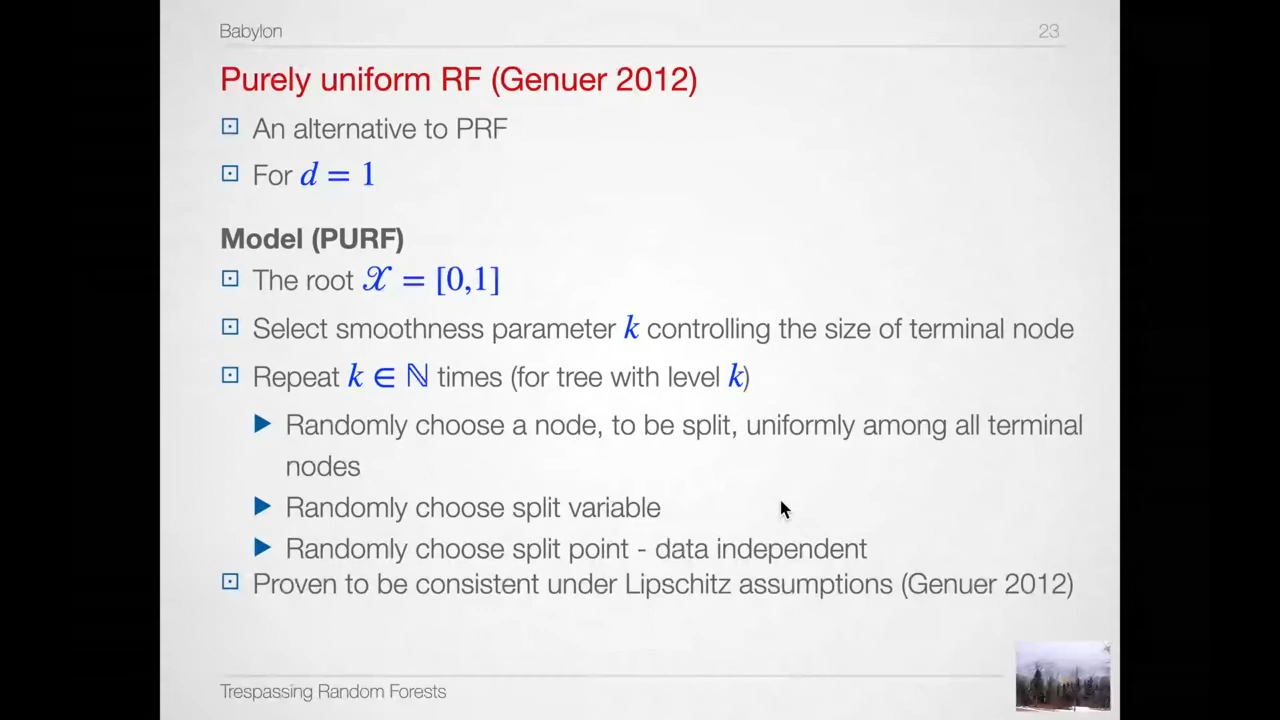 Babylon 23
Purely uniform RF (Genuer 2012)
An alternative to PRF
For d = 1
Model (PURF)
The root 𝒳 = [0,1]
Select smoothness parameter k controlling the size of terminal node
Repeat k ∈ ℕ times (for tree with level k)
Randomly choose a node, to be split, uniformly among all terminal
nodes
Randomly choose split variable
Randomly choose split point - data independent
Proven to be consistent under Lipschitz assumptions (Genuer 2012)
Trespassing Random Forests